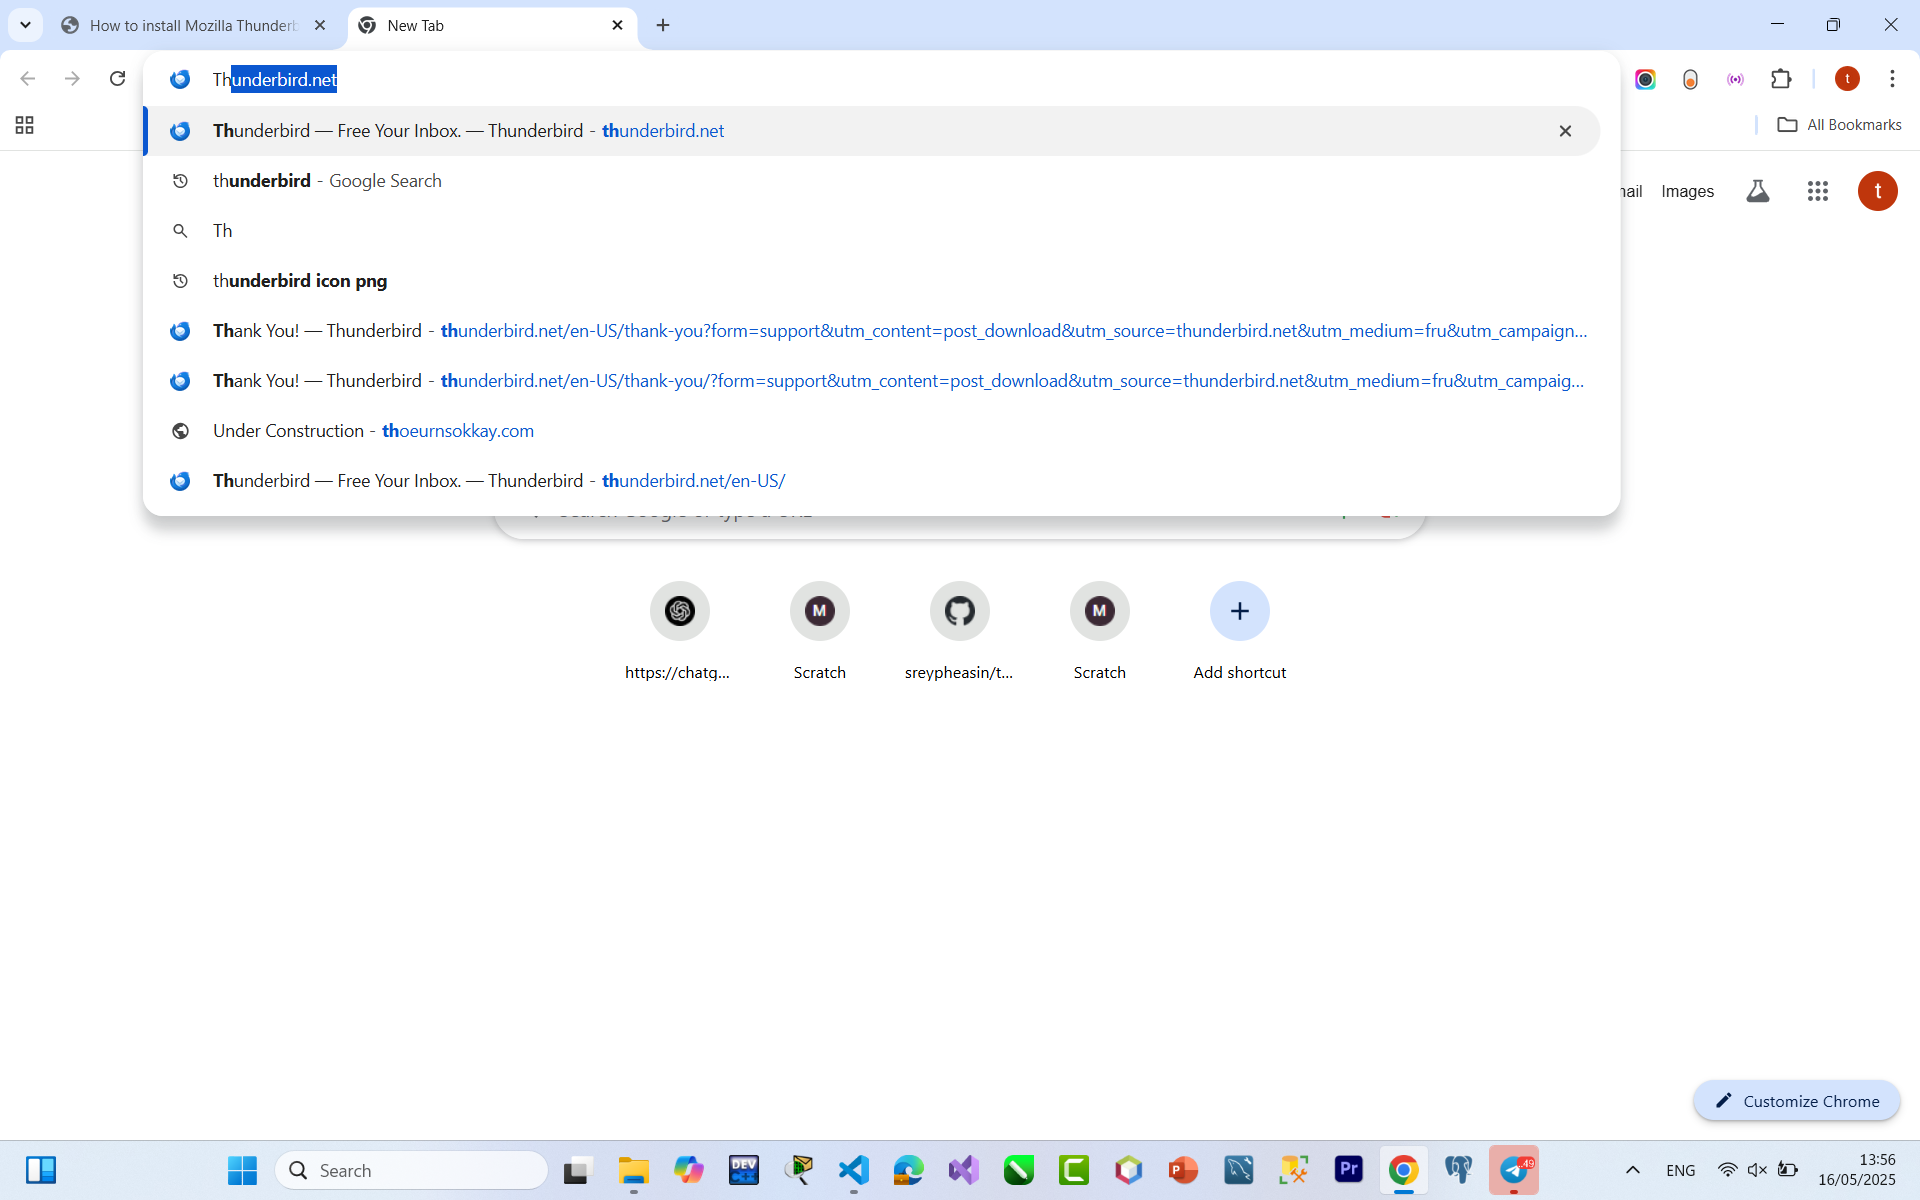 How to install Mozilla Thunderb
New Tab
Thunderbird.net
Thunderbird — Free Your Inbox. — Thunderbird - thunderbird.net
All Bookmarks
thunderbird - Google Search
Images
t
Th
thunderbird icon png
Thank You! — Thunderbird - thunderbird.net/en-US/thank-you?form=support&utm_content=post_download&utm_source=thunderbird.net&utm_medium=fru&utm_campaign...
Thank You! — Thunderbird - thunderbird.net/en-US/thank-you/?form=support&utm_content=post_download&utm_source=thunderbird.net&utm_medium=fru&utm_campaig...
Under Construction - thoeurnsokkay.com
Thunderbird — Free Your Inbox. — Thunderbird - thunderbird.net/en-US/
https://chatg...
Scratch
sreypheasin/t...
Scratch
Add shortcut
Customize Chrome
Search
ENG
13:56
16/05/2025